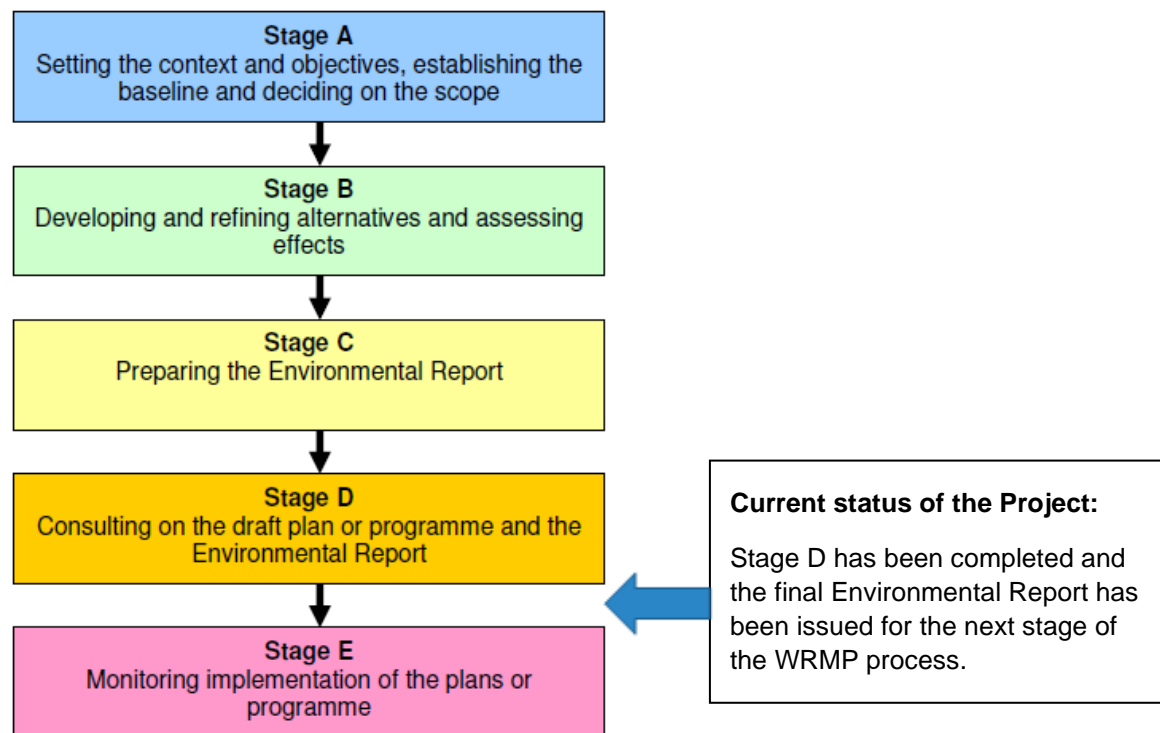 Stage A
Setting the context and objectives, establishing the
baseline and deciding on the scope
Stage B
Developing and refining alternatives and assessing
effects
Stage C
Preparing the Environmental Report
Stage D
Consulting on the draft plan or programme and the
Environmental Report
Stage E
Monitoring implementation of the plans or
programme
Current status of the Project:
Stage D has been completed and
the final Environmental Report has
been issued for the next stage of
the WRMP process.